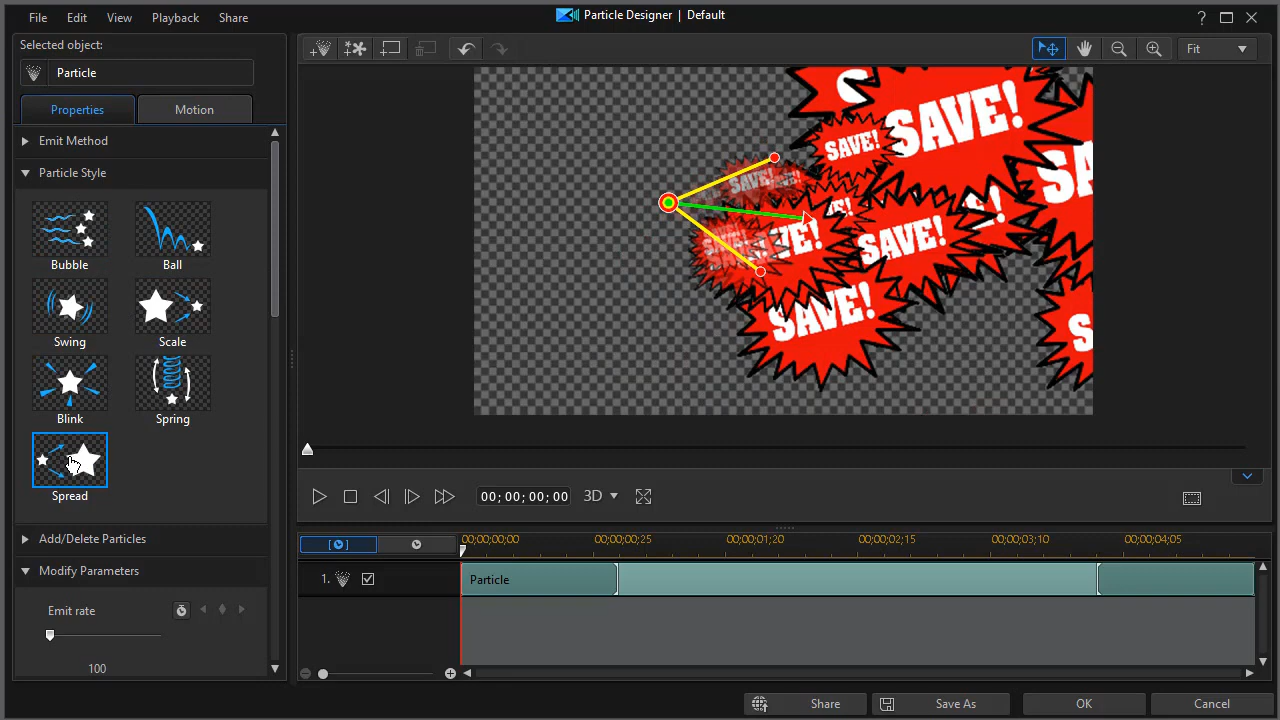 File Edit View Playback Share
Particle Designer | Default
?
Selected object:
Particle
Properties Motion
Emit Method
Particle Style
Bubble Ball
Swing Scale
Blink Spring
Spread
Add/Delete Particles
Modify Parameters
Emit rate
100
Fit
SAVE!
SAVE!
SAVE!
SAVE!
00; 00; 00; 00 3D
00;00;00;00 00;00;00;25 00;00;01;20 00;00;02;15 00;00;03;10 00;00;04;05
1. Particle
Share Save As OK Cancel